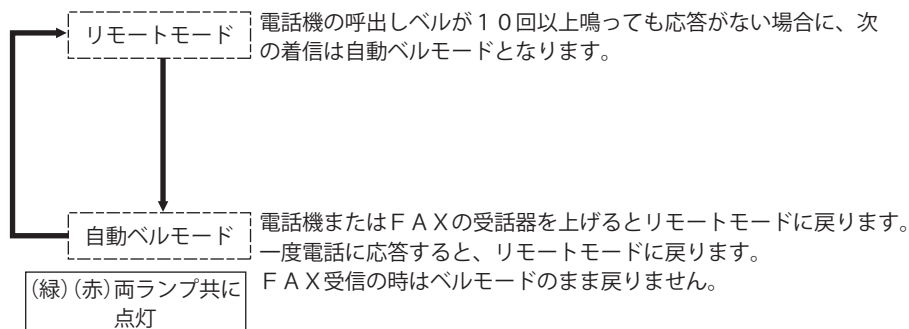 リモートモード
電話機の呼出しベルが１０回以上鳴っても応答がない場合に、次
の着信は自動ベルモードとなります。
自動ベルモード
電話機またはＦＡＸの受話器を上げるとリモートモードに戻ります。
一度電話に応答すると、リモートモードに戻ります。
ＦＡＸ受信の時はベルモードのまま戻りません。
(緑)(赤)両ランプ共に
点灯